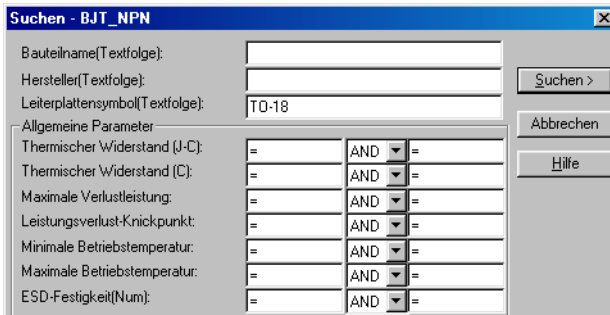 Suchen - BJT_NPN
Bauteilname(Textfolge):
Hersteller(Textfolge):
Suchen >
Leiterplattensymbol(Textfolge): TO-18
Abbrechen
Allgemeine Parameter
Thermischer Widerstand (J-C): = AND =
Hilfe
Thermischer Widerstand (C): = AND =
Maximale Verlustleistung: = AND =
Leistungsverlust-Knickpunkt: = AND =
Minimale Betriebstemperatur: = AND =
Maximale Betriebstemperatur: = AND =
ESD-Festigkeit(Num): = AND =